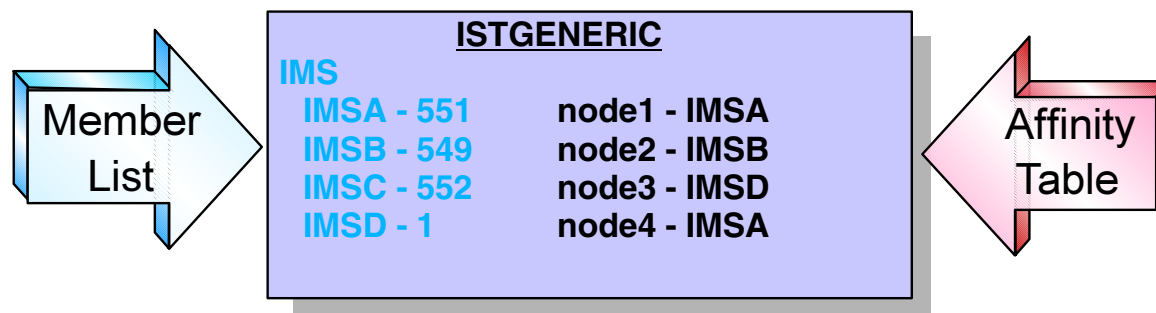 ISTGENERIC
IMS
IMSA - 551 node1 - IMSA
IMSB - 549 node2 - IMSB
IMSC - 552 node3 - IMSD
IMSD - 1 node4 - IMSA
Member
List
Affinity
Table